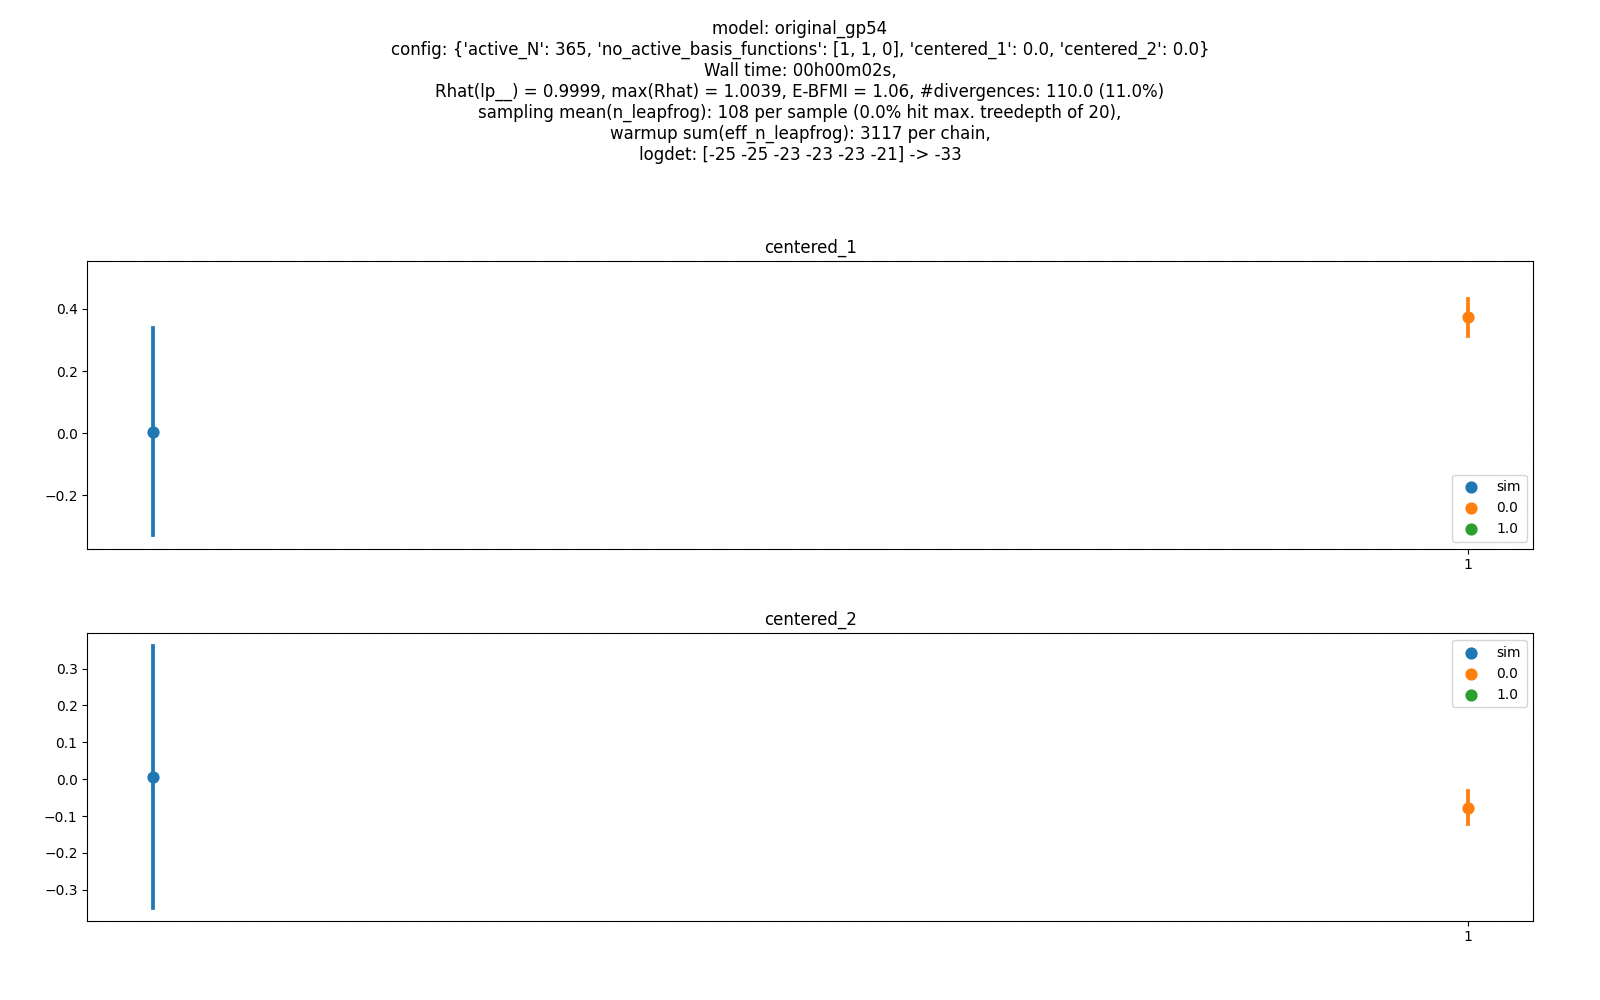 model: original_gp54
config: {'active_N': 365, 'no_active_basis_functions': [1, 1, 0], 'centered_1': 0.0, 'centered_2': 0.0}
Wall time: 00h00m02s,
Rhat(lp__) = 0.9999, max(Rhat) = 1.0039, E-BFMI = 1.06, #divergences: 110.0 (11.0%)
sampling mean(n_leapfrog): 108 per sample (0.0% hit max. treedepth of 20),
warmup sum(eff_n_leapfrog): 3117 per chain,
logdet: [-25 -25 -23 -23 -23 -21] -> -33
centered_1
0.4
0.2
0.0
−0.2
sim
0.0
1.0
1
centered_2
0.3
0.2
0.1
0.0
−0.1
−0.2
−0.3
sim
0.0
1.0
1